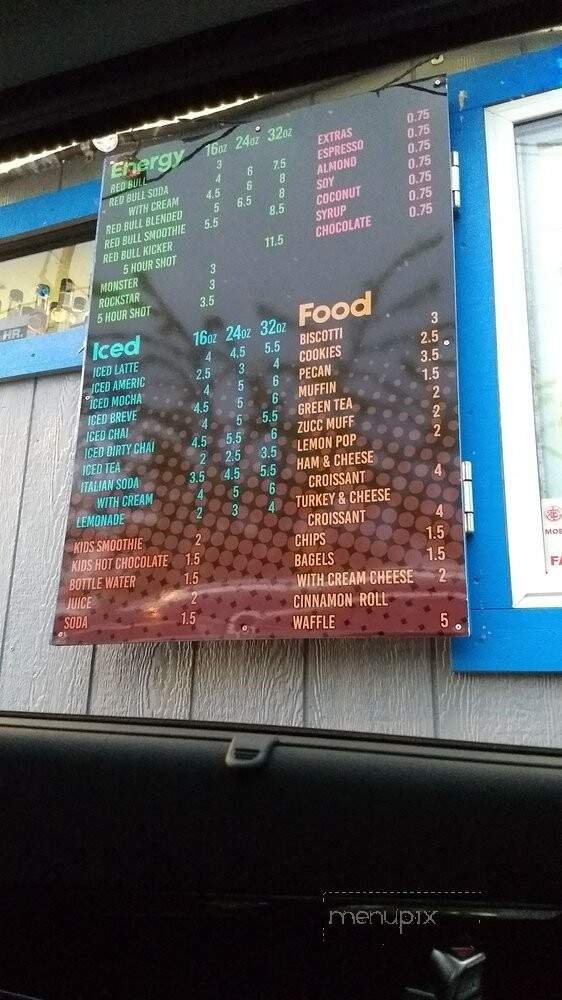 Energy 16oz 24oz 32oz
RED BULL 3
RED BULL SODA 4 6 7.5
WITH CREAM 4.5 6 8
RED BULL BLENDED 5 6.5 8
RED BULL SMOOTHIE 5.5 8.5
RED BULL KICKER
5 HOUR SHOT 11.5
MONSTER 3
ROCKSTAR 3
5 HOUR SHOT 3.5
Iced 16oz 24oz 32oz
ICED LATTE 4 4.5 5.5
ICED AMERIC 2.5 3 4
ICED MOCHA 4 5 6
ICED BREVE 4.5 5 6
ICED CHAI 4 5 5.5
ICED DIRTY CHAI 4.5 5.5 6
ICED TEA 2 2.5 3.5
ITALIAN SODA 3.5 4.5 5.5
WITH CREAM 4 5 6
LEMONADE 2 3 4
KIDS SMOOTHIE 2
KIDS HOT CHOCOLATE 1.5
BOTTLE WATER 1.5
JUICE 2
SODA 1.5
0.75
EXTRAS 0.75
ESPRESSO 0.75
ALMOND 0.75
SOY 0.75
COCONUT 0.75
SYRUP 0.75
CHOCOLATE
Food
BISCOTTI 3
COOKIES 2.5
PECAN 3.5
MUFFIN 1.5
GREEN TEA 2
ZUCC MUFF 2
LEMON POP 2
HAM & CHEESE
CROISSANT 4
TURKEY & CHEESE
CROISSANT 4
CHIPS 1.5
BAGELS 1.5
WITH CREAM CHEESE 2
CINNAMON ROLL
WAFFLE 5
HR.
menupix